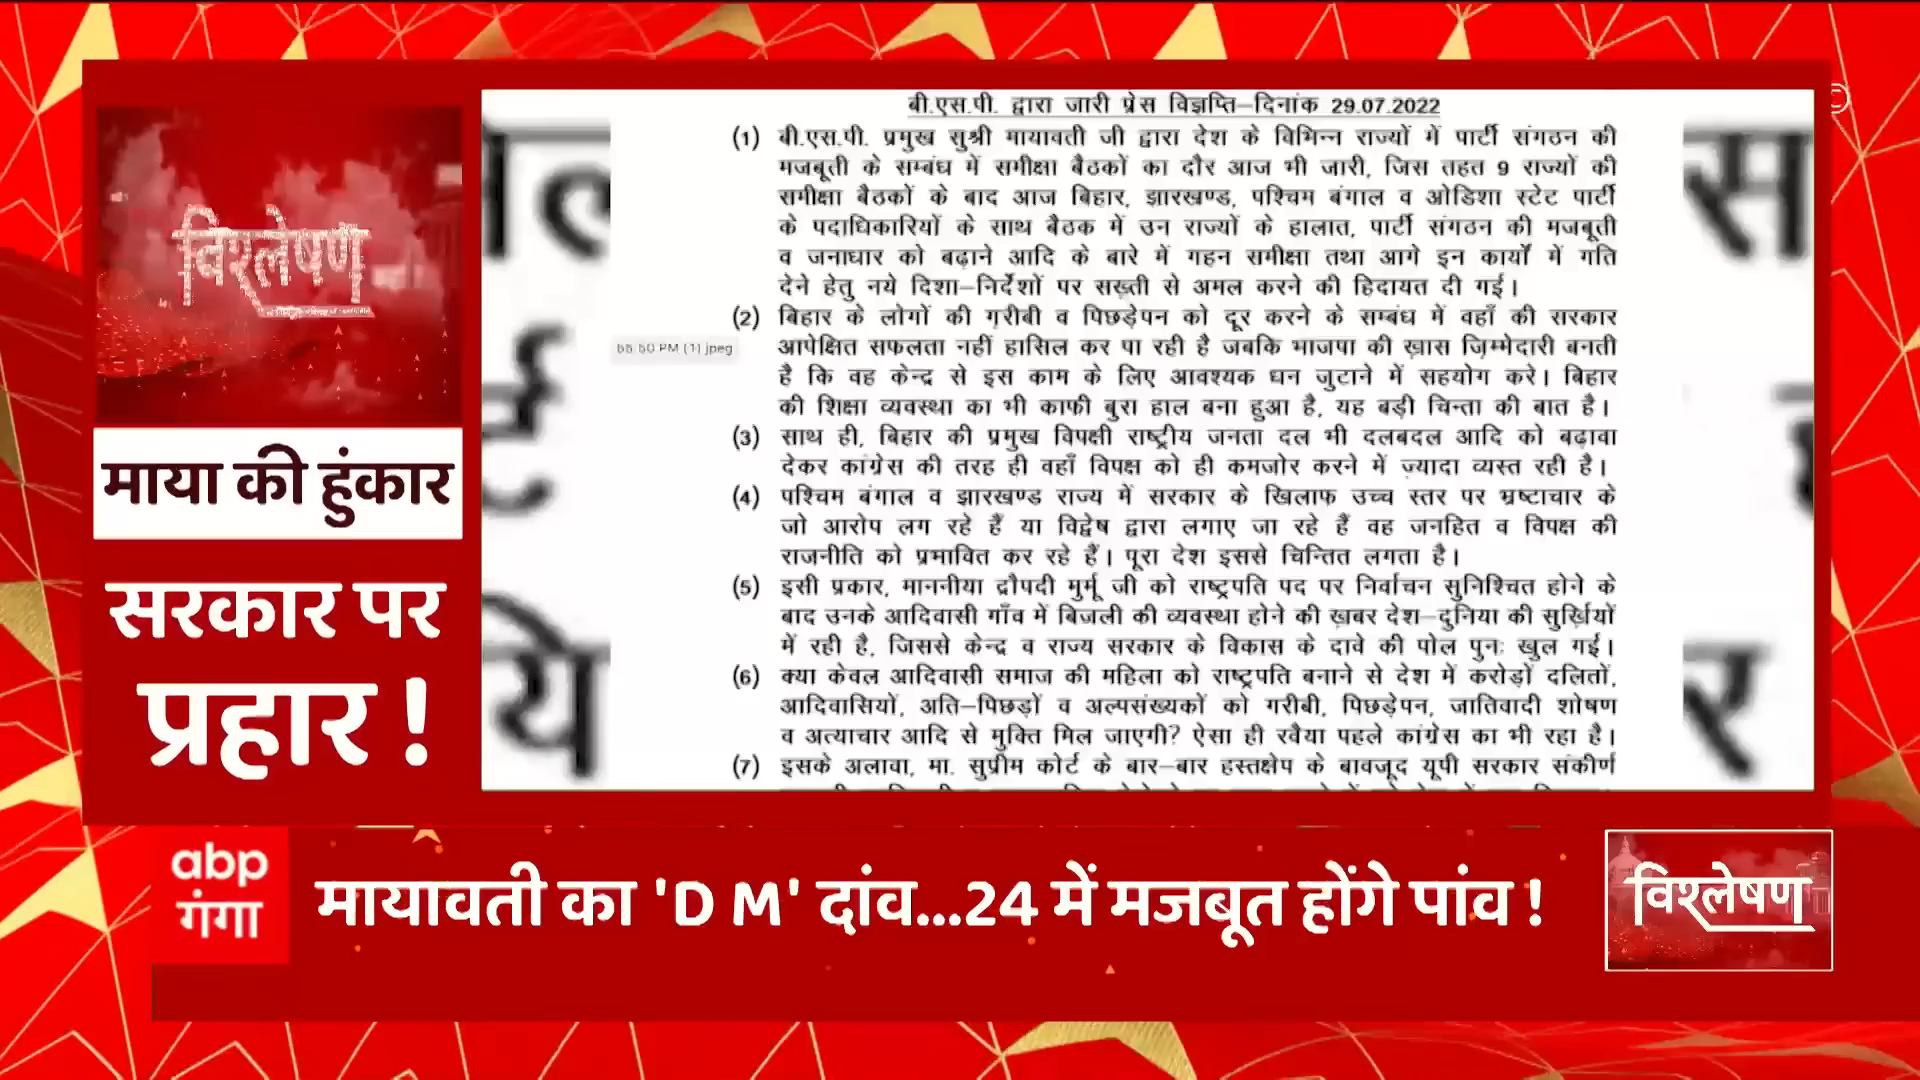 विश्लेषण
माया की हुंकार
सरकार पर
प्रहार !
बी.एस.पी. द्वारा जारी प्रेस विज्ञप्ति–दिनांक 29.07.2022
(1) बी.एस.पी. प्रमुख सुश्री मायावती जी द्वारा देश के विभिन्न राज्यों में पार्टी संगठन की
मजबूती के सम्बंध में समीक्षा बैठकों का दौर आज भी जारी, जिस तहत 9 राज्यों की
समीक्षा बैठकों के बाद आज बिहार, झारखण्ड, पश्चिम बंगाल व ओडिशा स्टेट पार्टी
के पदाधिकारियों के साथ बैठक में उन राज्यों के हालात, पार्टी संगठन की मजबूती
व जनाधार को बढ़ाने आदि के बारे में गहन समीक्षा तथा आगे इन कार्यों में गति
देने हेतु नये दिशा–निर्देशों पर सख़्ती से अमल करने की हिदायत दी गई।
(2) बिहार के लोगों की ग़रीबी व पिछड़ेपन को दूर करने के सम्बंध में वहाँ की सरकार
आपेक्षित सफलता नहीं हासिल कर पा रही है जबकि भाजपा की ख़ास ज़िम्मेदारी बनती
है कि वह केन्द्र से इस काम के लिए आवश्यक धन जुटाने में सहयोग करे। बिहार
की शिक्षा व्यवस्था का भी काफी बुरा हाल बना हुआ है, यह बड़ी चिन्ता की बात है।
(3) साथ ही, बिहार की प्रमुख विपक्षी राष्ट्रीय जनता दल भी दलबदल आदि को बढ़ावा
देकर कांग्रेस की तरह ही वहाँ विपक्ष को ही कमजोर करने में ज़्यादा व्यस्त रही है।
(4) पश्चिम बंगाल व झारखण्ड राज्य में सरकार के खिलाफ उच्च स्तर पर भ्रष्टाचार के
जो आरोप लग रहे हैं या विद्वेष द्वारा लगाए जा रहे हैं वह जनहित व विपक्ष की
राजनीति को प्रभावित कर रहे हैं। पूरा देश इससे चिन्तित लगता है।
(5) इसी प्रकार, माननीया द्रौपदी मुर्मू जी को राष्ट्रपति पद पर निर्वाचन सुनिश्चित होने के
बाद उनके आदिवासी गाँव में बिजली की व्यवस्था होने की ख़बर देश–दुनिया की सुर्ख़ियों
में रही है, जिससे केन्द्र व राज्य सरकार के विकास के दावे की पोल पुनः खुल गई।
(6) क्या केवल आदिवासी समाज की महिला को राष्ट्रपति बनाने से देश में करोड़ों दलितों,
आदिवासियों, अति–पिछड़ों व अल्पसंख्यकों को गरीबी, पिछड़ेपन, जातिवादी शोषण
व अत्याचार आदि से मुक्ति मिल जाएगी? ऐसा ही रवैया पहले कांग्रेस का भी रहा है।
(7) इसके अलावा, मा. सुप्रीम कोर्ट के बार–बार हस्तक्षेप के बावजूद यूपी सरकार संकीर्ण
PM (1).jpeg
abp
गंगा
मायावती का 'D M' दांव...24 में मजबूत होंगे पांव !
विश्लेषण